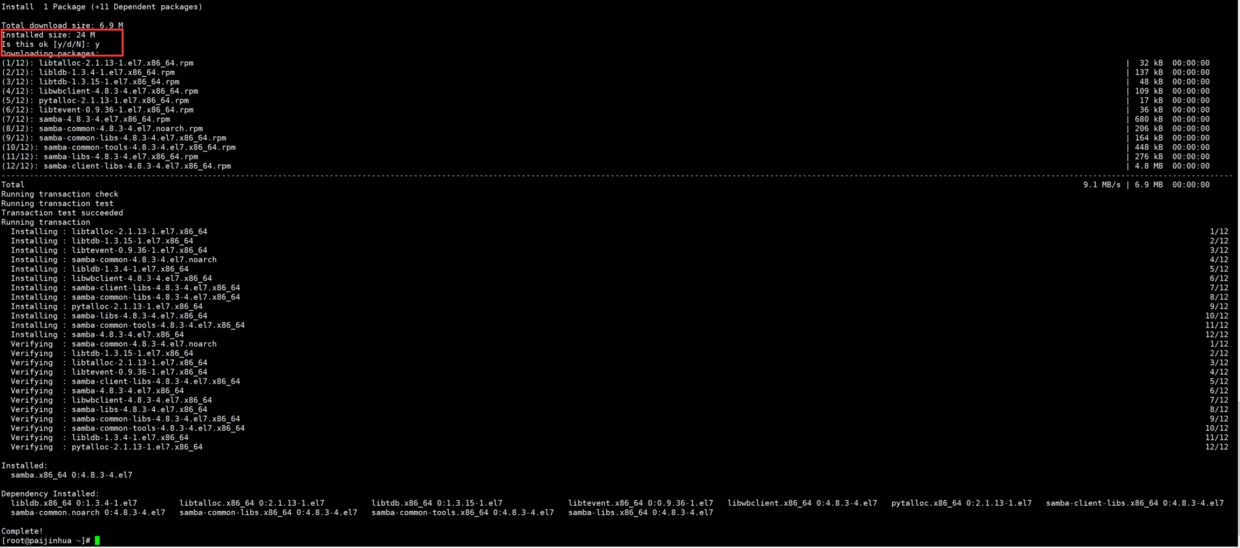 Install  1 Package (+11 Dependent packages)
Total download size: 6.9 M
Installed size: 24 M
Is this ok [y/d/N]: y
Downloading packages:
(1/12): libtalloc-2.1.13-1.el7.x86_64.rpm | 32 kB 00:00:00
(2/12): libldb-1.3.4-1.el7.x86_64.rpm | 137 kB 00:00:00
(3/12): libtdb-1.3.15-1.el7.x86_64.rpm | 48 kB 00:00:00
(4/12): libwbclient-4.8.3-4.el7.x86_64.rpm | 109 kB 00:00:00
(5/12): pytalloc-2.1.13-1.el7.x86_64.rpm | 17 kB 00:00:00
(6/12): libtevent-0.9.36-1.el7.x86_64.rpm | 36 kB 00:00:00
(7/12): samba-4.8.3-4.el7.x86_64.rpm | 680 kB 00:00:00
(8/12): samba-common-4.8.3-4.el7.noarch.rpm | 206 kB 00:00:00
(9/12): samba-common-libs-4.8.3-4.el7.x86_64.rpm | 164 kB 00:00:00
(10/12): samba-common-tools-4.8.3-4.el7.x86_64.rpm | 448 kB 00:00:00
(11/12): samba-libs-4.8.3-4.el7.x86_64.rpm | 276 kB 00:00:00
(12/12): samba-client-libs-4.8.3-4.el7.x86_64.rpm | 4.8 MB 00:00:00
Total 9.1 MB/s | 6.9 MB 00:00:00
Running transaction check
Running transaction test
Transaction test succeeded
Running transaction
Installing : libtalloc-2.1.13-1.el7.x86_64 1/12
Installing : libtdb-1.3.15-1.el7.x86_64 2/12
Installing : libtevent-0.9.36-1.el7.x86_64 3/12
Installing : samba-common-4.8.3-4.el7.noarch 4/12
Installing : libldb-1.3.4-1.el7.x86_64 5/12
Installing : libwbclient-4.8.3-4.el7.x86_64 6/12
Installing : samba-client-libs-4.8.3-4.el7.x86_64 7/12
Installing : samba-common-libs-4.8.3-4.el7.x86_64 8/12
Installing : pytalloc-2.1.13-1.el7.x86_64 9/12
Installing : samba-libs-4.8.3-4.el7.x86_64 10/12
Installing : samba-common-tools-4.8.3-4.el7.x86_64 11/12
Installing : samba-4.8.3-4.el7.x86_64 12/12
Verifying : samba-common-4.8.3-4.el7.noarch 1/12
Verifying : libtdb-1.3.15-1.el7.x86_64 2/12
Verifying : libtalloc-2.1.13-1.el7.x86_64 3/12
Verifying : libtevent-0.9.36-1.el7.x86_64 4/12
Verifying : samba-client-libs-4.8.3-4.el7.x86_64 5/12
Verifying : samba-4.8.3-4.el7.x86_64 6/12
Verifying : libwbclient-4.8.3-4.el7.x86_64 7/12
Verifying : samba-libs-4.8.3-4.el7.x86_64 8/12
Verifying : samba-common-libs-4.8.3-4.el7.x86_64 9/12
Verifying : samba-common-tools-4.8.3-4.el7.x86_64 10/12
Verifying : libldb-1.3.4-1.el7.x86_64 11/12
Verifying : pytalloc-2.1.13-1.el7.x86_64 12/12
Installed:
samba.x86_64 0:4.8.3-4.el7
Dependency Installed:
libldb.x86_64 0:1.3.4-1.el7 libtalloc.x86_64 0:2.1.13-1.el7 libtdb.x86_64 0:1.3.15-1.el7 libtevent.x86_64 0:0.9.36-1.el7 libwbclient.x86_64 0:4.8.3-4.el7 pytalloc.x86_64 0:2.1.13-1.el7 samba-client-libs.x86_64 0:4.8.3-4.el7
samba-common.noarch 0:4.8.3-4.el7 samba-common-libs.x86_64 0:4.8.3-4.el7 samba-common-tools.x86_64 0:4.8.3-4.el7 samba-libs.x86_64 0:4.8.3-4.el7
Complete!
[root@paijinhua ~]#